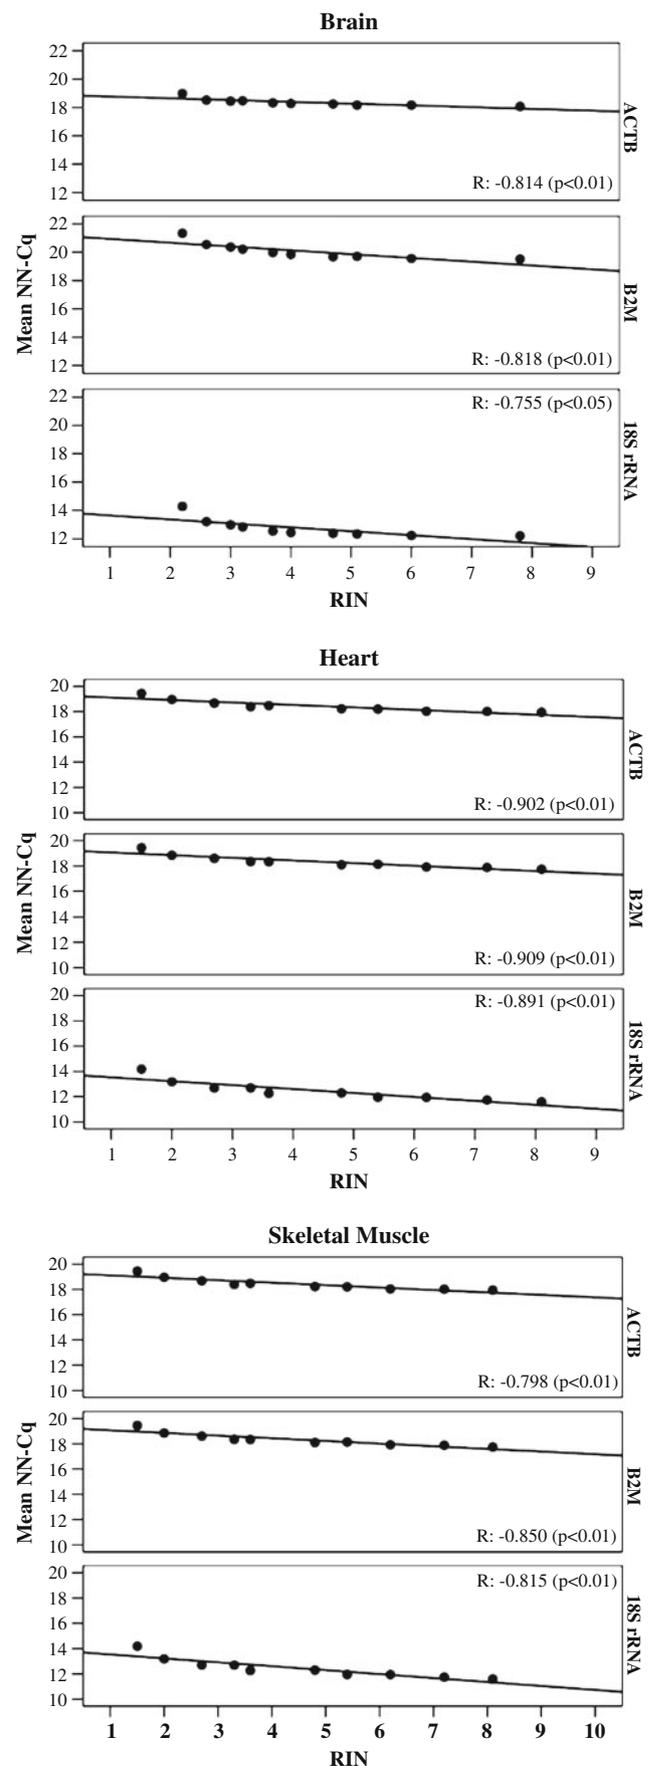 Brain
22
20
18
16
14
12
ACTB
R: -0.814 (p<0.01)
Mean NN-Cq
22
20
18
16
14
12
B2M
R: -0.818 (p<0.01)
22
20
18
16
14
12
R: -0.755 (p<0.05)
18S rRNA
1 2 3 4 5 6 7 8 9
RIN
Heart
20
18
16
14
12
10
ACTB
R: -0.902 (p<0.01)
Mean NN-Cq
20
18
16
14
12
10
B2M
R: -0.909 (p<0.01)
20
18
16
14
12
10
R: -0.891 (p<0.01)
18S rRNA
1 2 3 4 5 6 7 8 9
RIN
Skeletal Muscle
20
18
16
14
12
10
ACTB
R: -0.798 (p<0.01)
Mean NN-Cq
20
18
16
14
12
10
B2M
R: -0.850 (p<0.01)
20
18
16
14
12
10
R: -0.815 (p<0.01)
18S rRNA
1 2 3 4 5 6 7 8 9 10
RIN